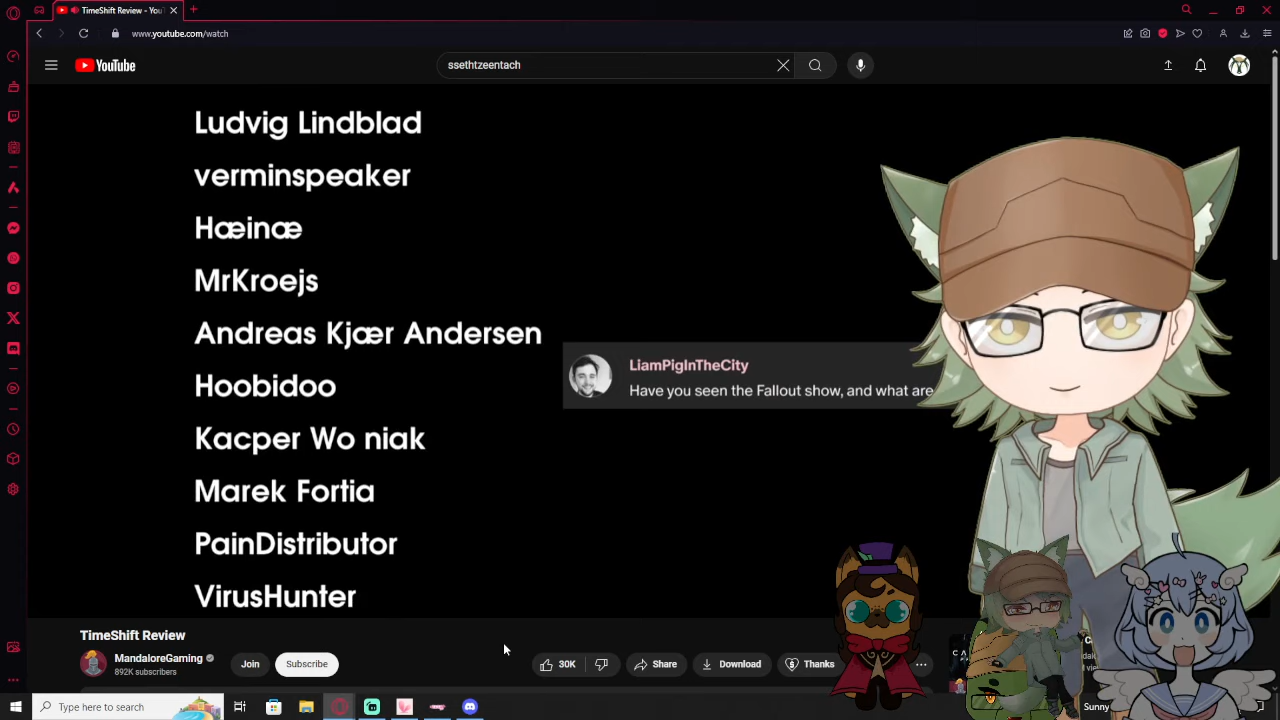 TimeShift Review - You
www.youtube.com/watch
YouTube
ssethtzeentach
Ludvig Lindblad
verminspeaker
Hæinæ
MrKroejs
Andreas Kjær Andersen
Hoobidoo
Kacper Wo niak
Marek Fortia
PainDistributor
VirusHunter
LiamPigInTheCity
Have you seen the Fallout show, and what are
TimeShift Review
MandaloreGaming
892K subscribers
Join
Subscribe
30K
Share
Download
Thanks
Type here to search
Sunny